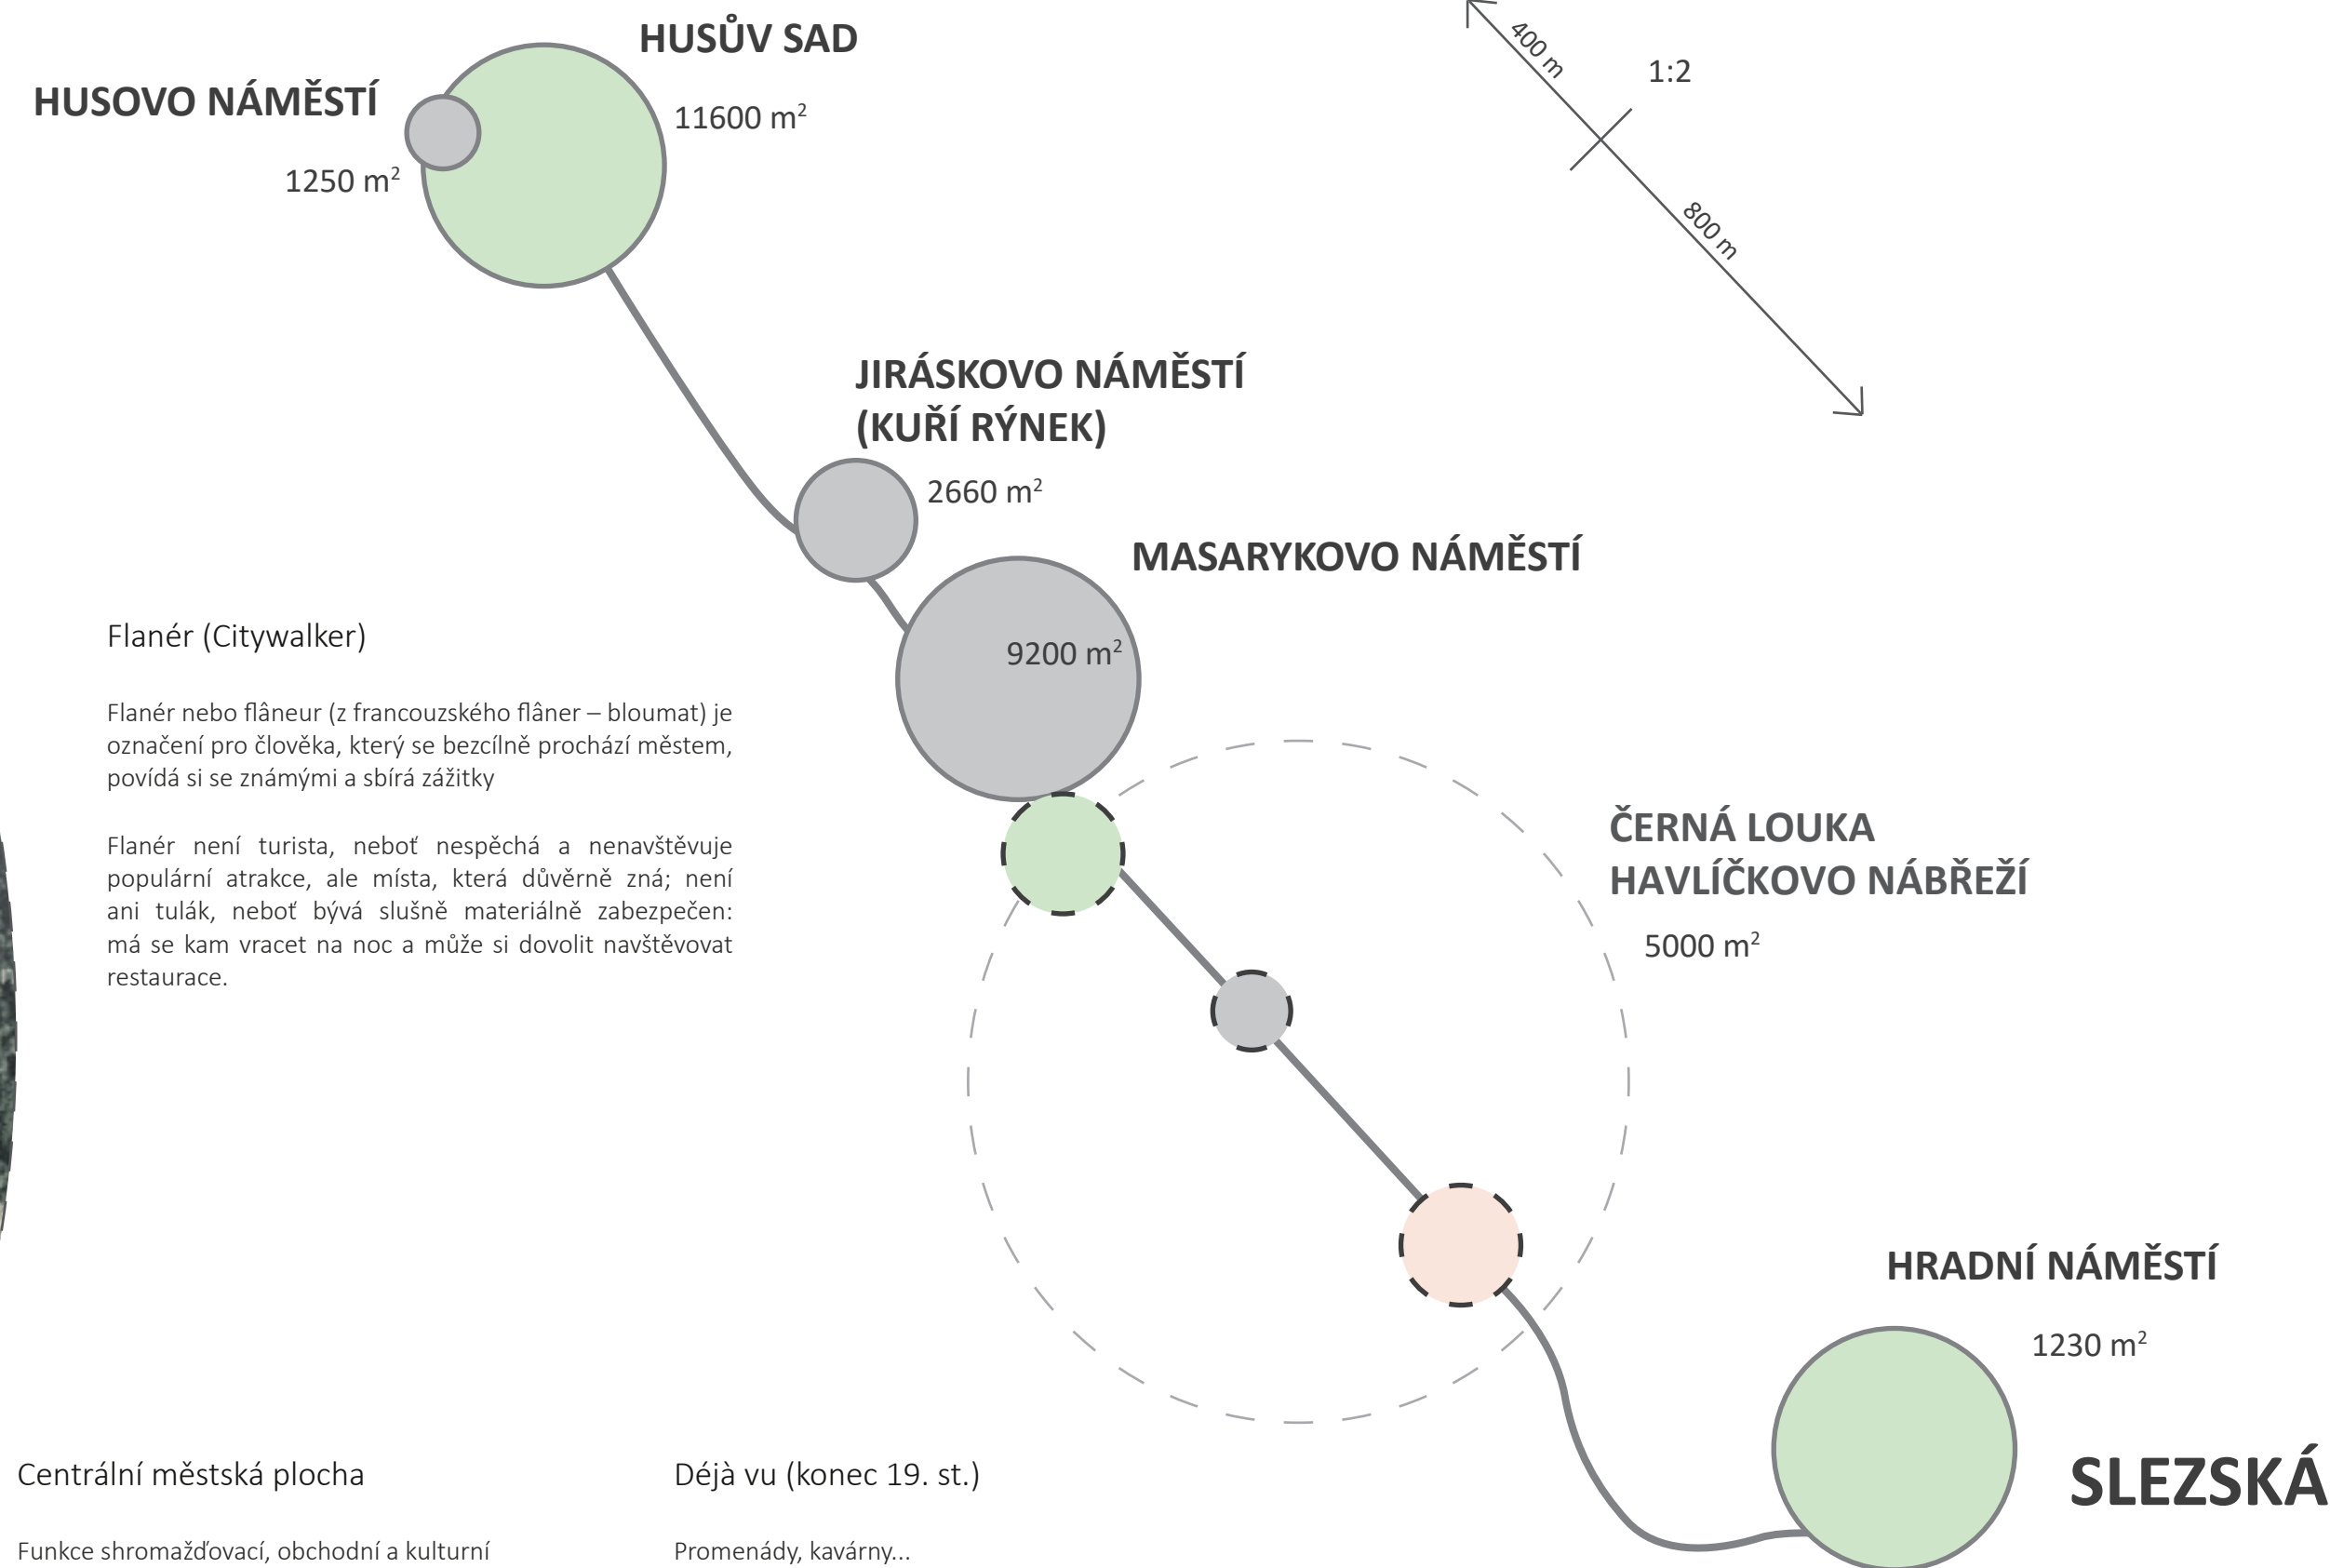 HUSŮV SAD
11600 m²
HUSOVO NÁMĚSTÍ
1250 m²
400 m
1:2
800 m
JIRÁSKOVO NÁMĚSTÍ
(KUŘÍ RÝNEK)
2660 m²
MASARYKOVO NÁMĚSTÍ
9200 m²
Flanér (Citywalker)
Flanér nebo flâneur (z francouzského flâner – bloumat) je
označení pro člověka, který se bezcílně prochází městem,
povídá si se známými a sbírá zážitky
Flanér není turista, neboť nespěchá a nenavštěvuje
populární atrakce, ale místa, která důvěrně zná; není
ani tulák, neboť bývá slušně materiálně zabezpečen:
má se kam vracet na noc a může si dovolit navštěvovat
restaurace.
ČERNÁ LOUKA
HAVLÍČKOVO NÁBŘEŽÍ
5000 m²
HRADNÍ NÁMĚSTÍ
1230 m²
SLEZSKÁ
Centrální městská plocha
Funkce shromažďovací, obchodní a kulturní
Déjà vu (konec 19. st.)
Promenády, kavárny...